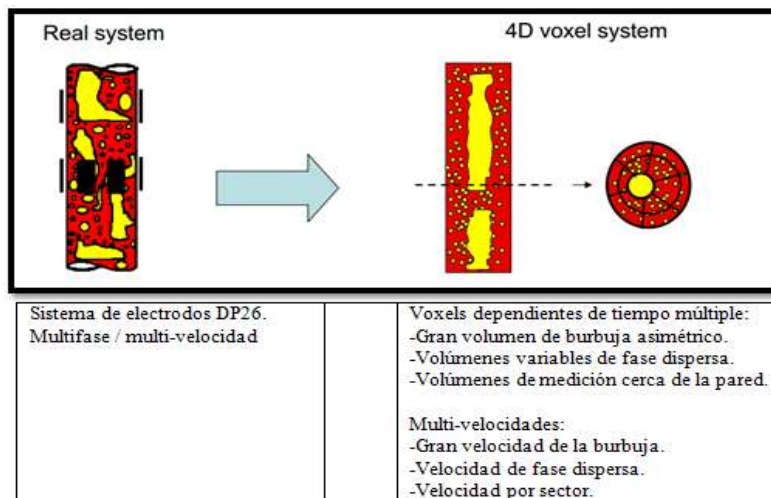 Real system
4D voxel system
Sistema de electrodos DP26.
Multifase / multi-velocidad
Voxels dependientes de tiempo múltiple:
-Gran volumen de burbuja asimétrico.
-Volúmenes variables de fase dispersa.
-Volúmenes de medición cerca de la pared.
Multi-velocidades:
-Gran velocidad de la burbuja.
-Velocidad de fase dispersa.
-Velocidad por sector.